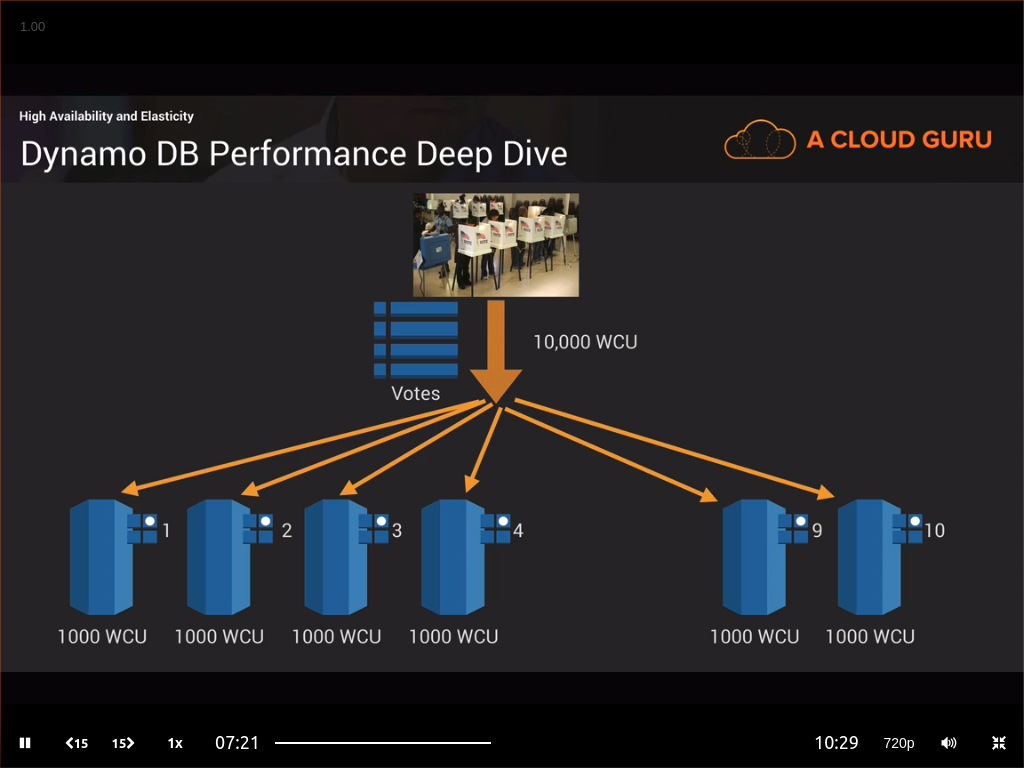 1.00
High Availability and Elasticity
Dynamo DB Performance Deep Dive
A CLOUD GURU
10,000 WCU
Votes
1 2 3 4 9 10
1000 WCU 1000 WCU 1000 WCU 1000 WCU 1000 WCU 1000 WCU
15 15 1x 07:21 10:29 720p